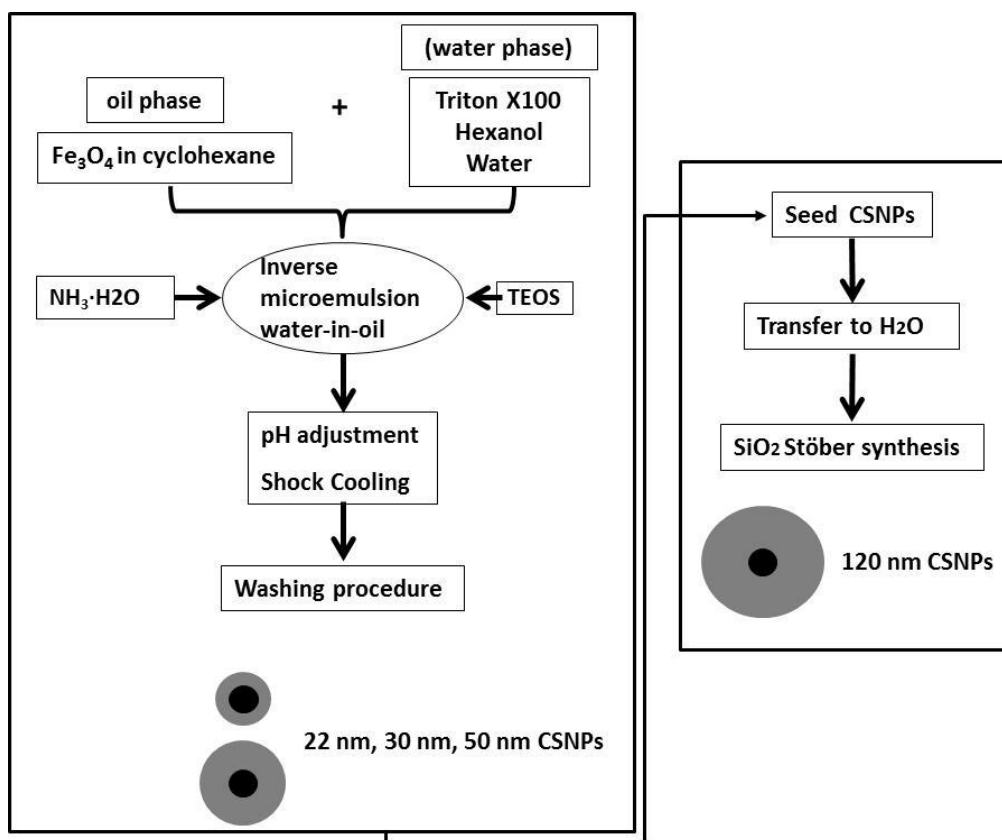 (water phase)
oil phase
+
Triton X100
Hexanol
Water
Fe₃O₄ in cyclohexane
NH₃·H2O
Inverse
microemulsion
water-in-oil
TEOS
pH adjustment
Shock Cooling
Washing procedure
22 nm, 30 nm, 50 nm CSNPs
Seed CSNPs
Transfer to H₂O
SiO₂ Stöber synthesis
120 nm CSNPs